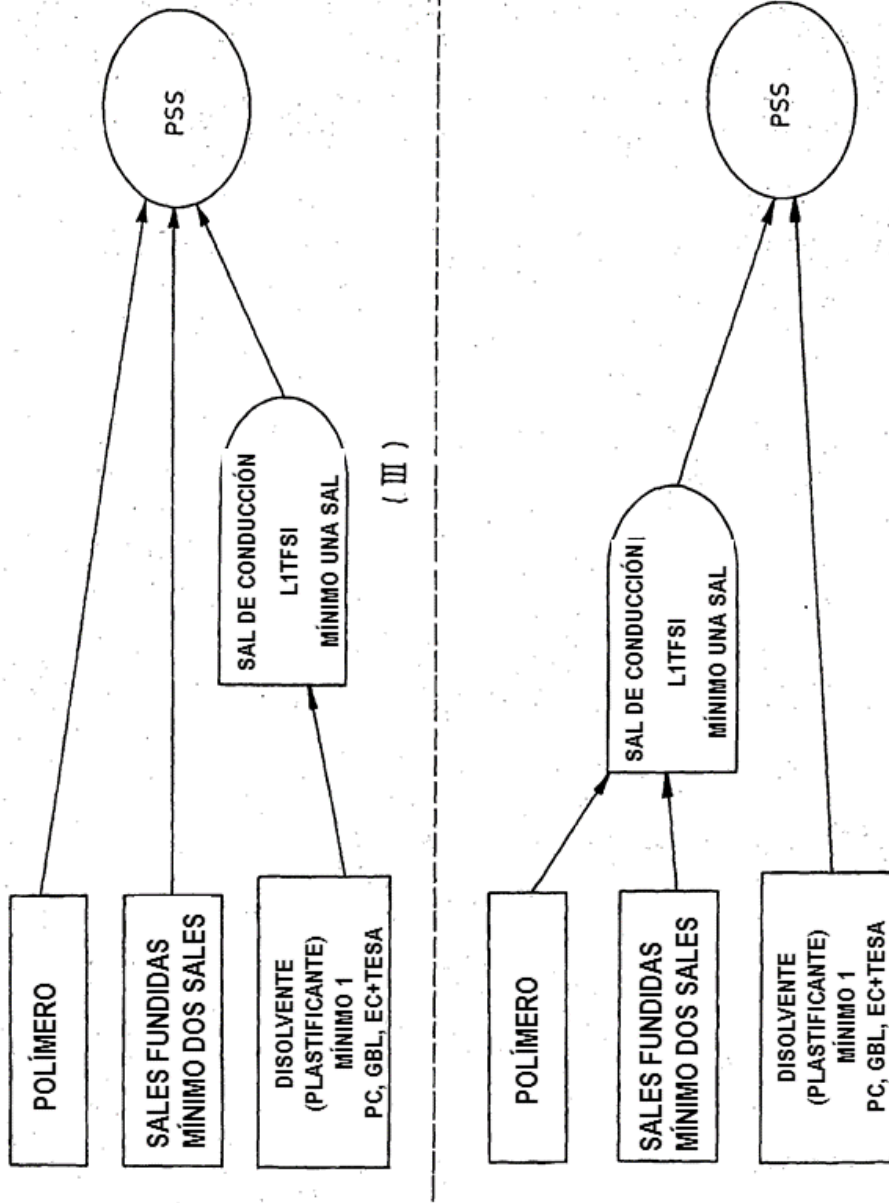 PSS
SAL DE CONDUCCIÓN
L1TFSI
MÍNIMO UNA SAL
POLÍMERO
SALES FUNDIDAS
MÍNIMO DOS SALES
DISOLVENTE
(PLASTIFICANTE)
MÍNIMO 1
PC, GBL, EC+TESA
( III )
PSS
SAL DE CONDUCCIÓN
L1TFSI
MÍNIMO UNA SAL
POLÍMERO
SALES FUNDIDAS
MÍNIMO DOS SALES
DISOLVENTE
(PLASTIFICANTE)
MÍNIMO 1
PC, GBL, EC+TESA